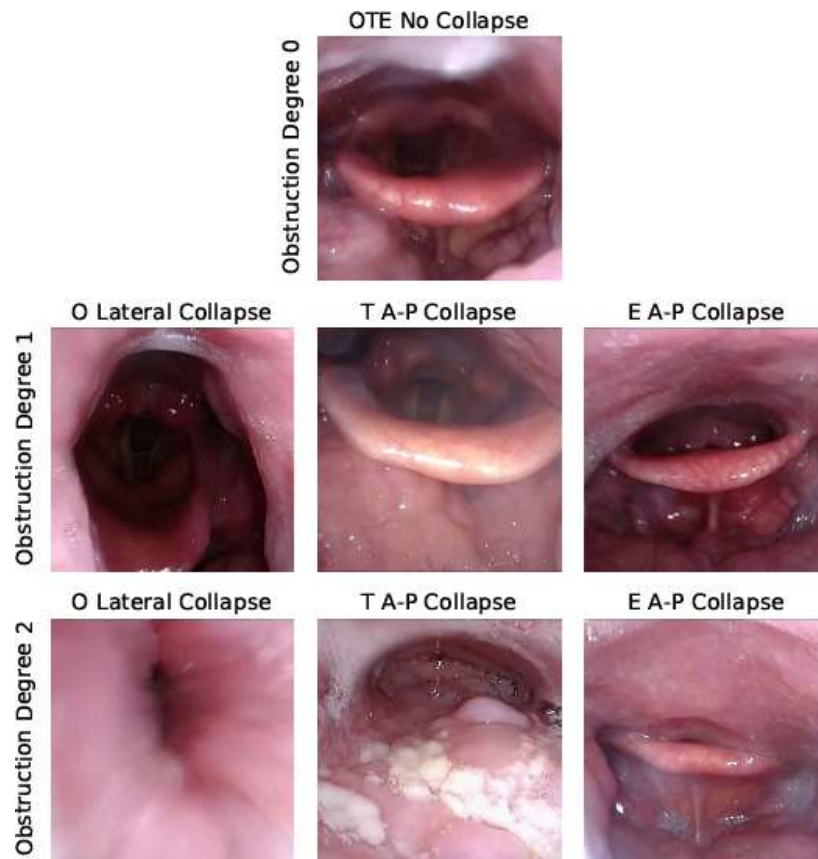 OTE No Collapse
Obstruction Degree 0
O Lateral Collapse
T A-P Collapse
E A-P Collapse
Obstruction Degree 1
O Lateral Collapse
T A-P Collapse
E A-P Collapse
Obstruction Degree 2